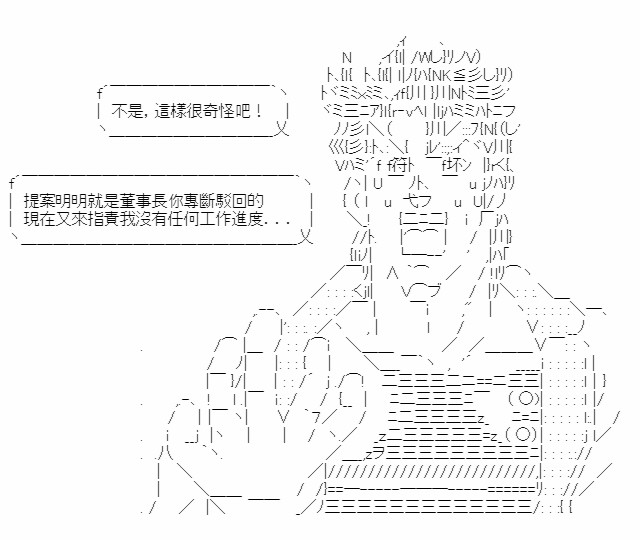 不是，這樣很奇怪吧！
提案明明就是董事長你專斷駁回的
現在又來指責我沒有任何工作進度．．．